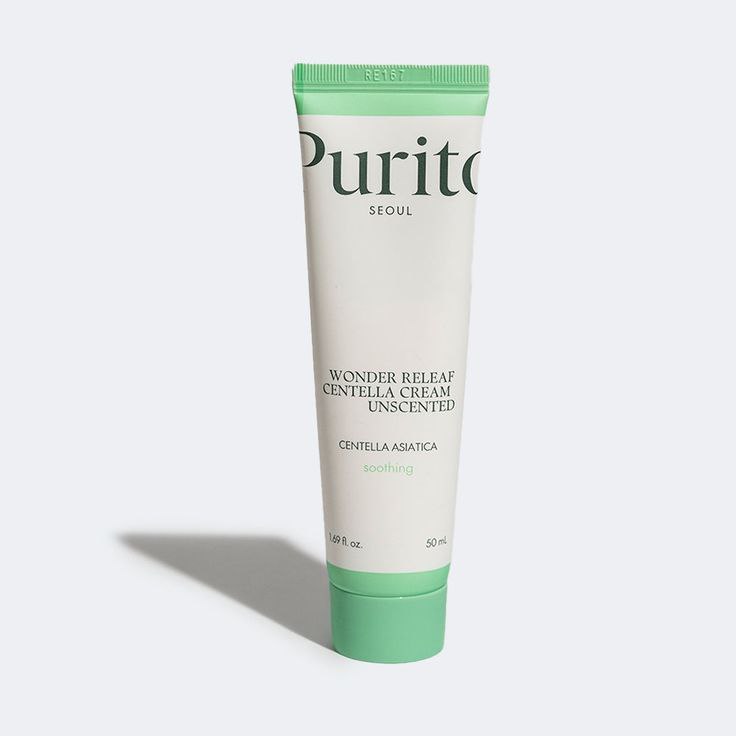 RE167
Purito
SEOUL
WONDER RELEAF
CENTELLA CREAM
UNSCENTED
CENTELLA ASIATICA
soothing
1.69 fl. oz. 50 mL